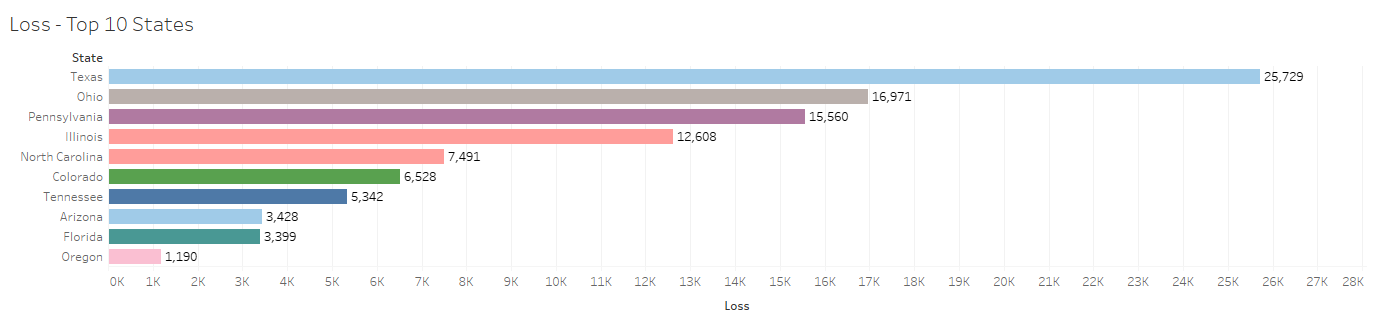 Loss - Top 10 States
State
Texas 25,729
Ohio 16,971
Pennsylvania 15,560
Illinois 12,608
North Carolina 7,491
Colorado 6,528
Tennessee 5,342
Arizona 3,428
Florida 3,399
Oregon 1,190
0K 1K 2K 3K 4K 5K 6K 7K 8K 9K 10K 11K 12K 13K 14K 15K 16K 17K 18K 19K 20K 21K 22K 23K 24K 25K 26K 27K 28K
Loss